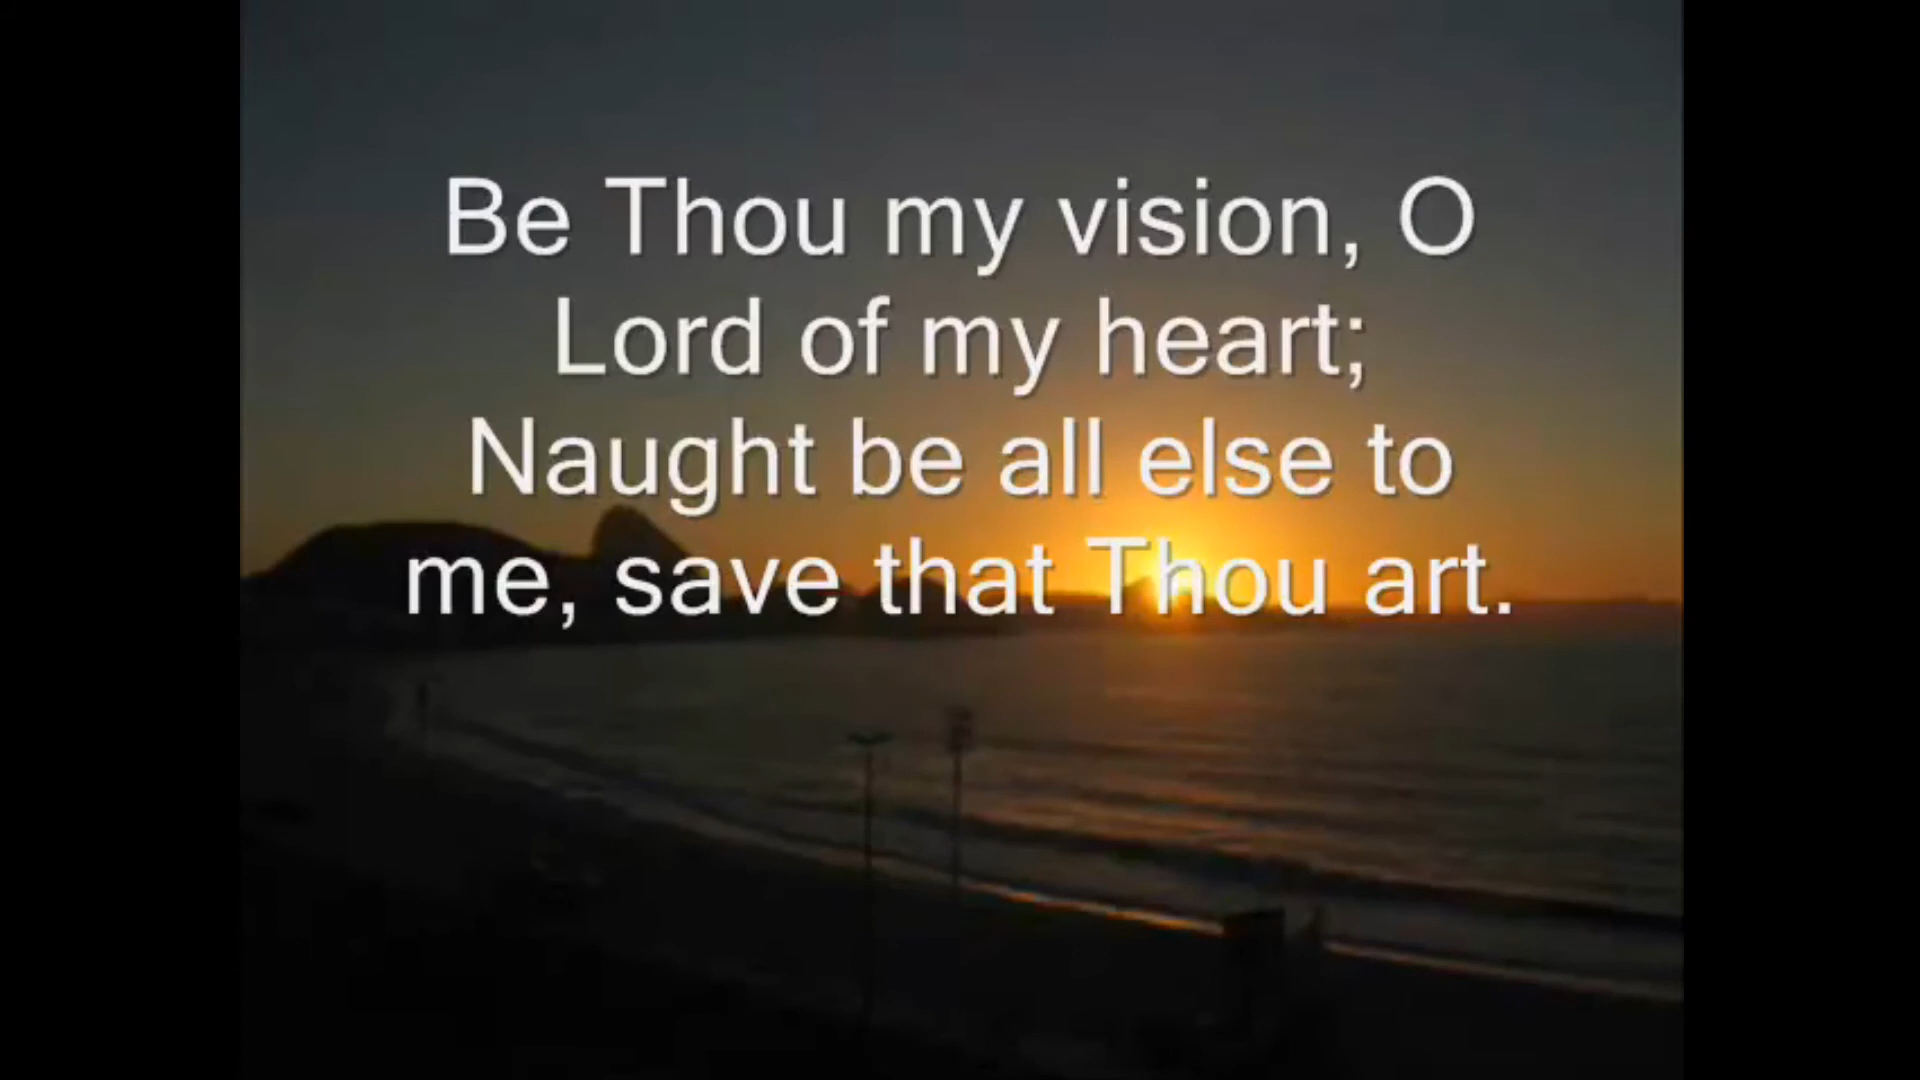 Be Thou my vision, O
Lord of my heart;
Naught be all else to
me, save that Thou art.